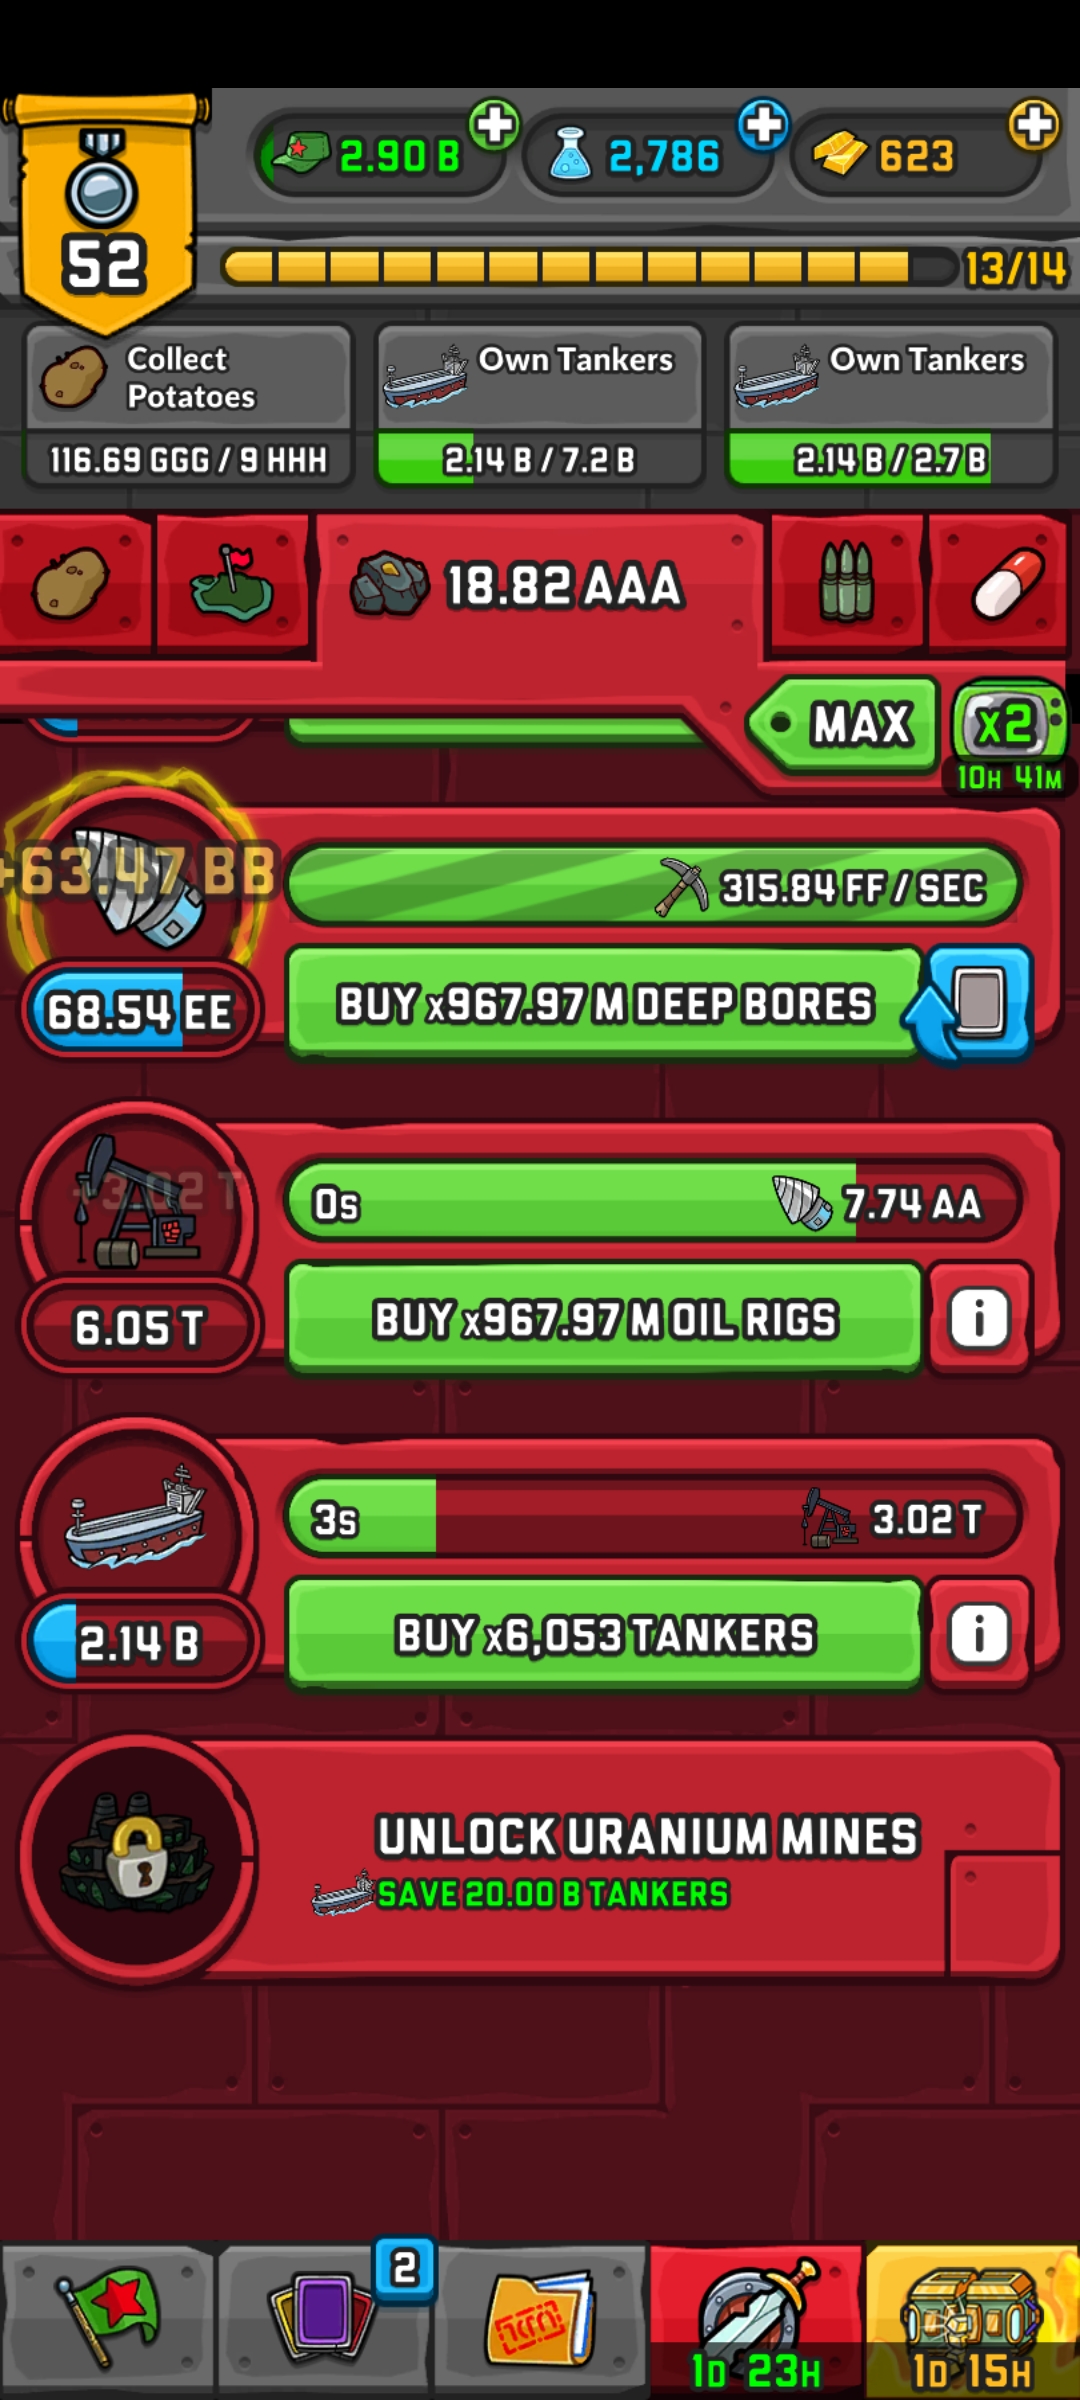 2.90 B
2,786
623
52
13/14
Collect
Potatoes
116.69 GGG / 9 HHH
Own Tankers
2.14 B / 7.2 B
Own Tankers
2.14 B / 2.7 B
18.82 AAA
MAX
x2
10H 41M
+63.47 BB
315.84 FF / SEC
68.54 EE
BUY x967.97 M DEEP BORES
+3.02 T
0s
7.74 AA
6.05 T
BUY x967.97 M OIL RIGS
i
3s
3.02 T
2.14 B
BUY x6,053 TANKERS
i
UNLOCK URANIUM MINES
SAVE 20.00 B TANKERS
2
1D 23H
1D 15H